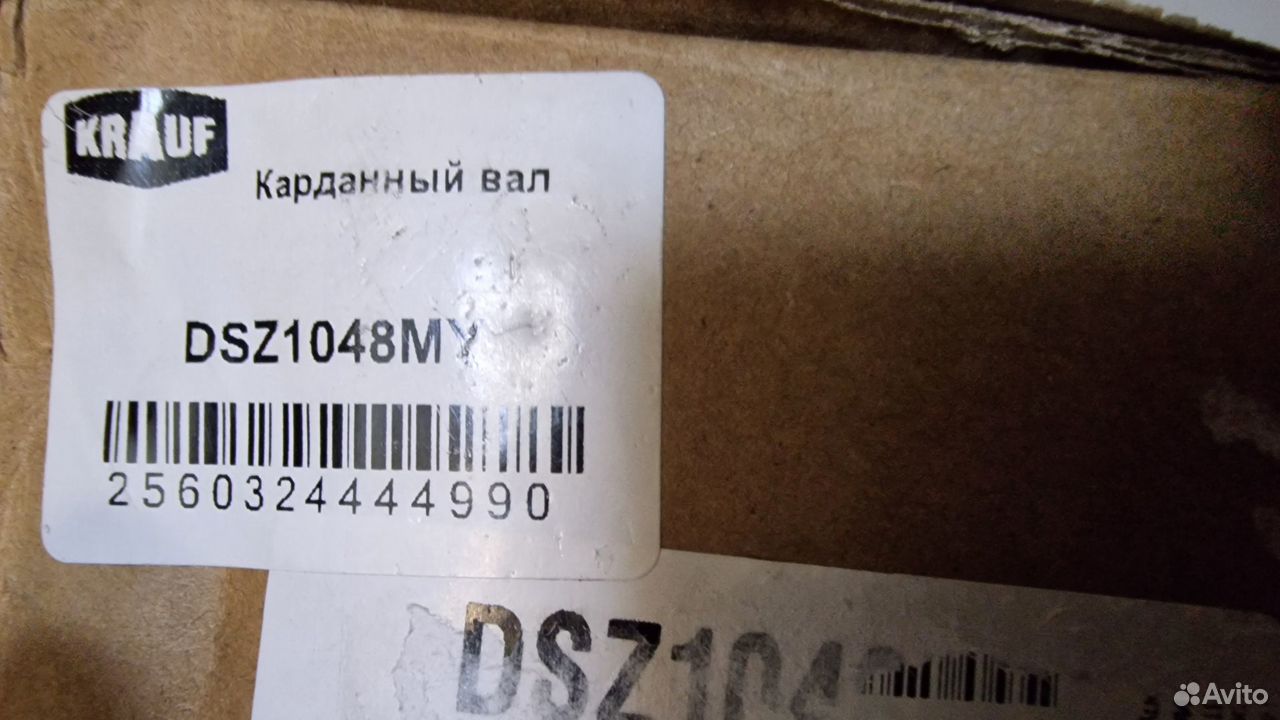 KRAUF
Карданный вал
DSZ1048MY
2560324444990
DSZ104
Avito